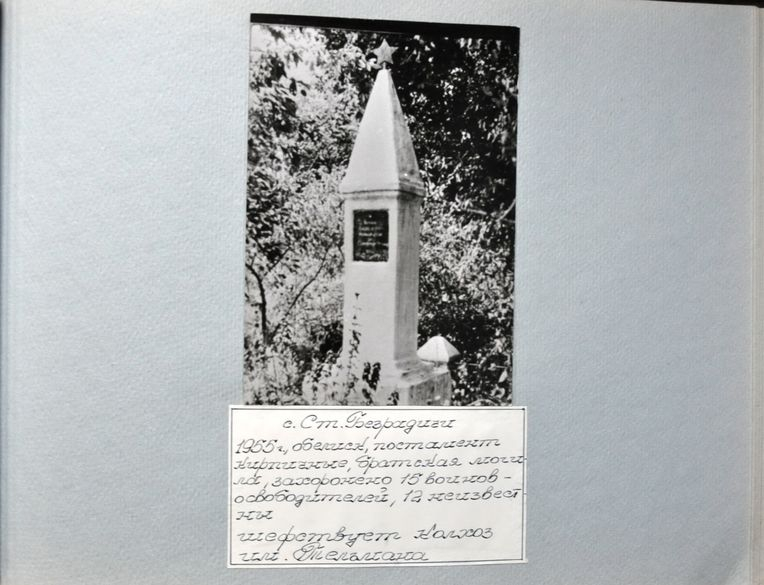 с. Ст. Безрадичи
1955г., обелиск, постамент
кирпичные, братская моги-
ла, захоронено 15 воинов-
освободителей, 12 неизвест-
ны
шефствует колхоз
им. Тельмана